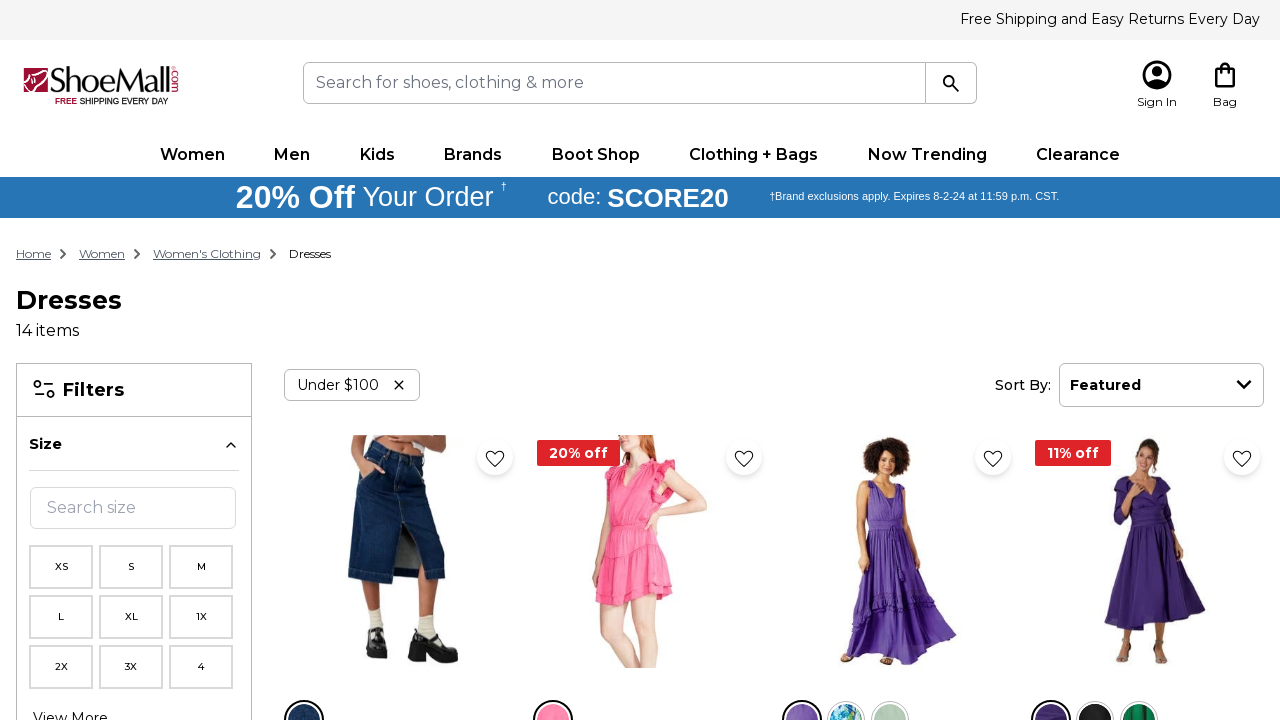 Free Shipping and Easy Returns Every Day
ShoeMall.com
FREE SHIPPING EVERY DAY
Search for shoes, clothing & more
Sign In
Bag
Women Men Kids Brands Boot Shop Clothing + Bags Now Trending Clearance
20% Off Your Order † code: SCORE20 †Brand exclusions apply. Expires 8-2-24 at 11:59 p.m. CST.
Home Women Women's Clothing Dresses
Dresses
14 items
Filters
Under $100
Sort By: Featured
Size
Search size
XS S M
L XL 1X
2X 3X 4
View More
20% off
11% off